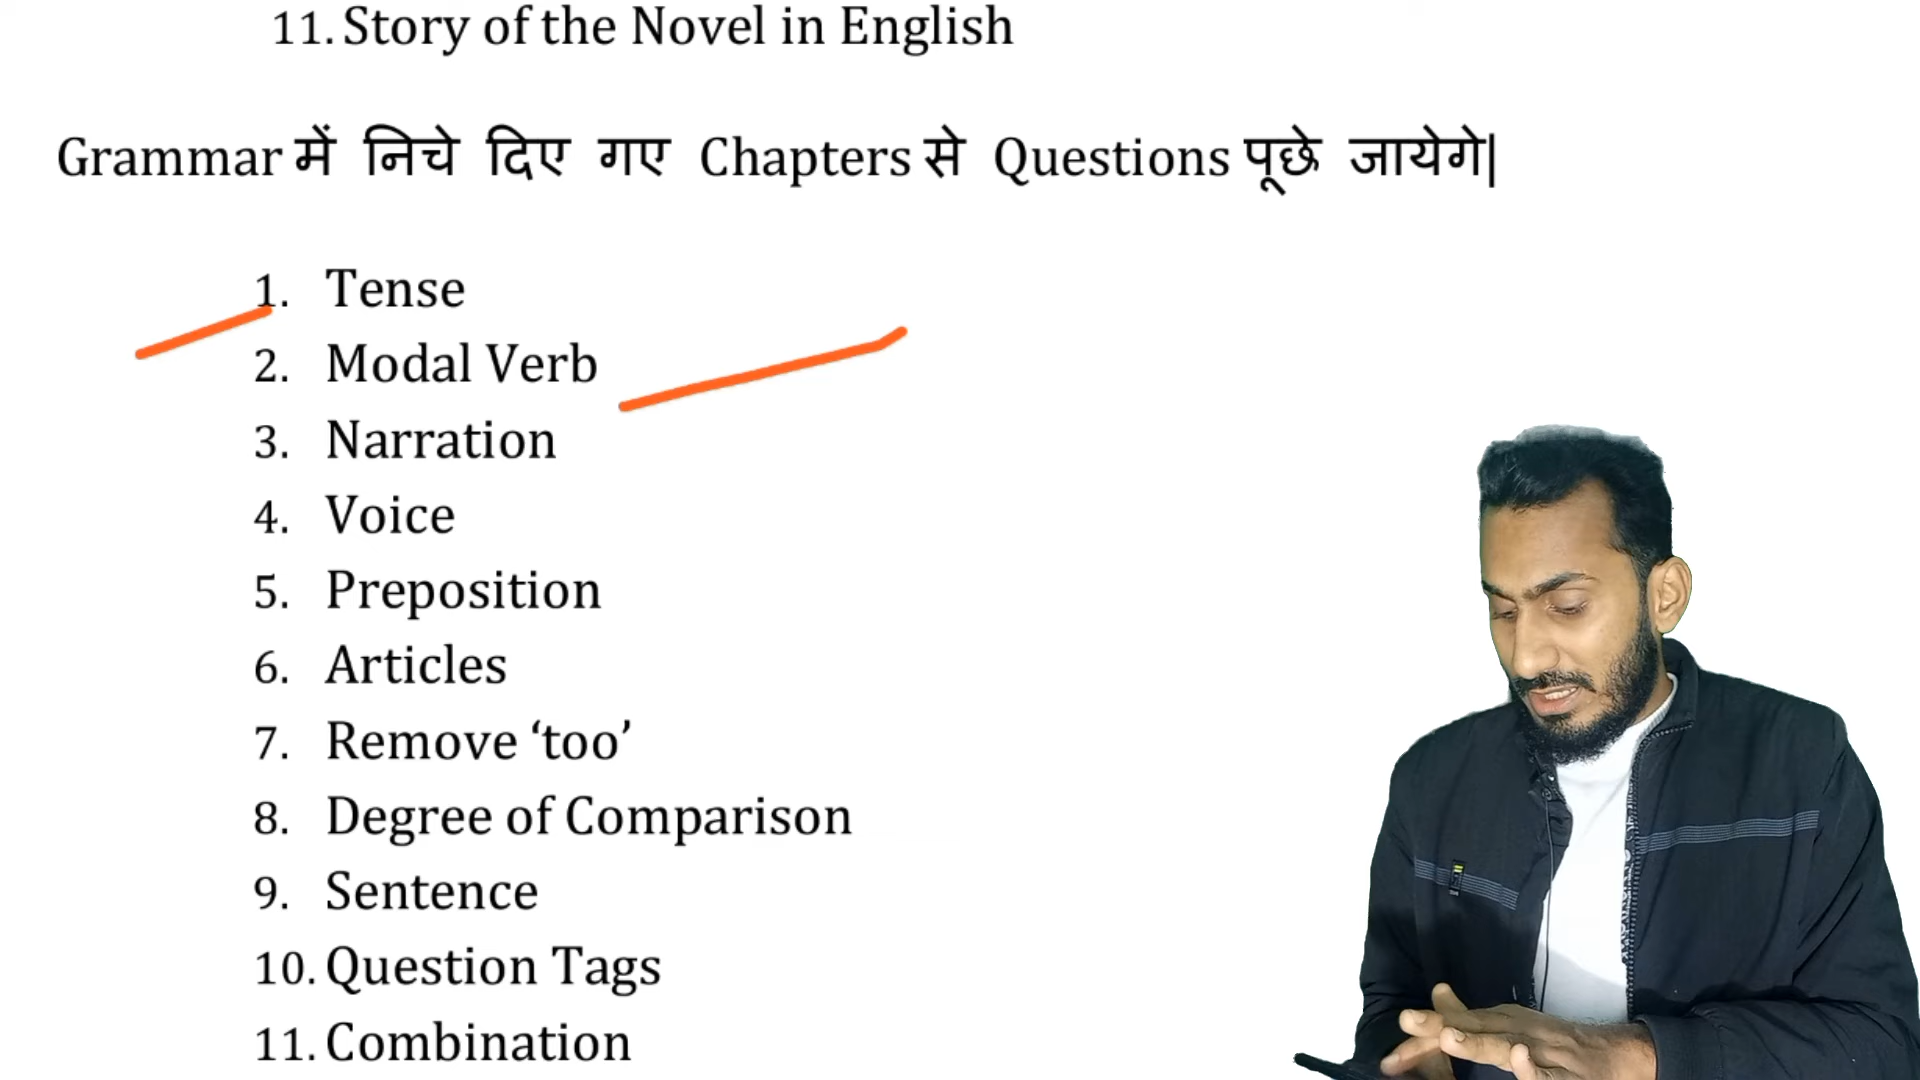 11. Story of the Novel in English
Grammar में निचे दिए गए Chapters से Questions पूछे जायेगे|
1. Tense
2. Modal Verb
3. Narration
4. Voice
5. Preposition
6. Articles
7. Remove ‘too’
8. Degree of Comparison
9. Sentence
10. Question Tags
11. Combination